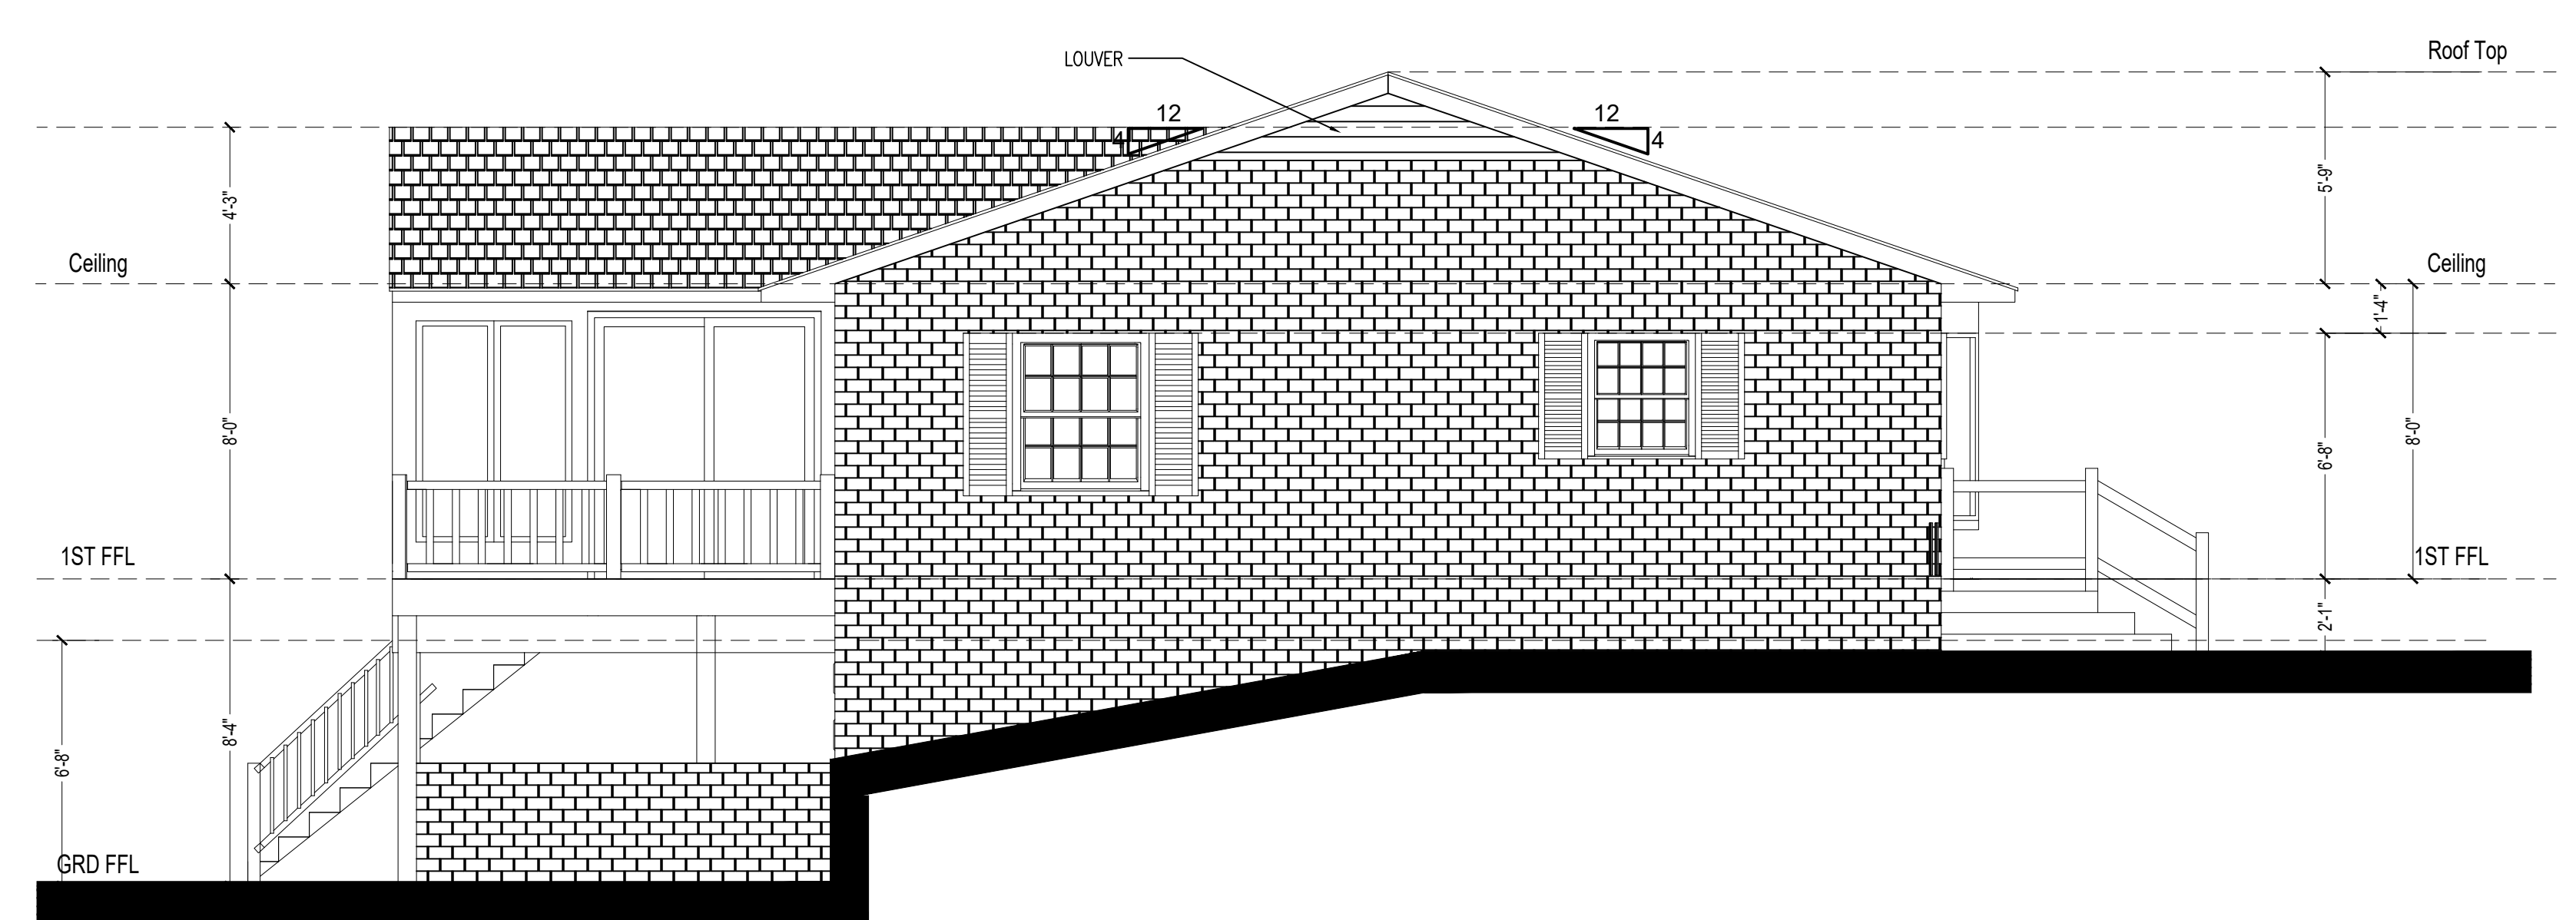 Roof Top
LOUVER
12
4
12
4
4'-3"
5'-9"
Ceiling
Ceiling
1'-4"
8'-0"
8'-0"
6'-8"
1ST FFL
1ST FFL
2'-1"
8'-4"
6'-8"
GRD FFL